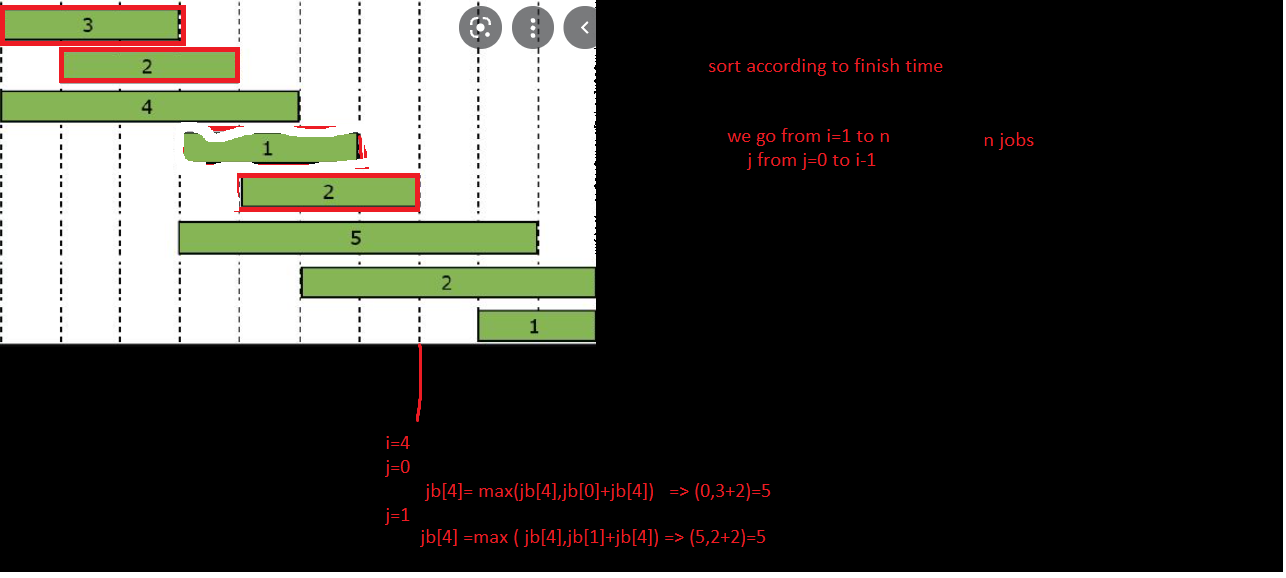 3
2
4
1
2
5
2
1
sort according to finish time
we go from i=1 to n
n jobs
j from j=0 to i-1
i=4
j=0
jb[4]= max(jb[4],jb[0]+jb[4]) => (0,3+2)=5
j=1
jb[4] =max ( jb[4],jb[1]+jb[4]) => (5,2+2)=5